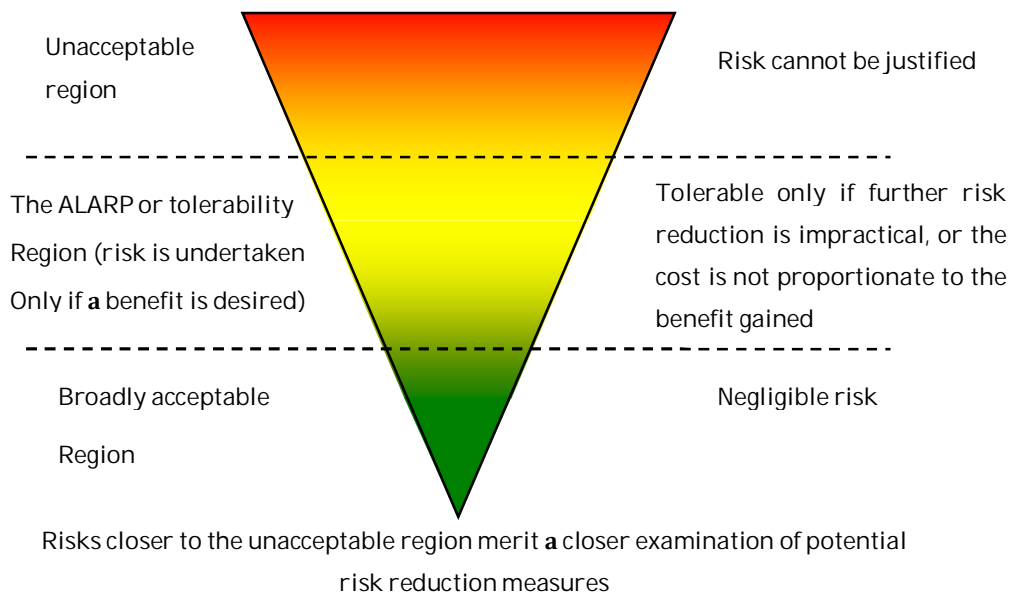 Unacceptable
region
Risk cannot be justified
The ALARP or tolerability
Region (risk is undertaken
Only if a benefit is desired)
Tolerable only if further risk
reduction is impractical, or the
cost is not proportionate to the
benefit gained
Broadly acceptable
Region
Negligible risk
Risks closer to the unacceptable region merit a closer examination of potential
risk reduction measures